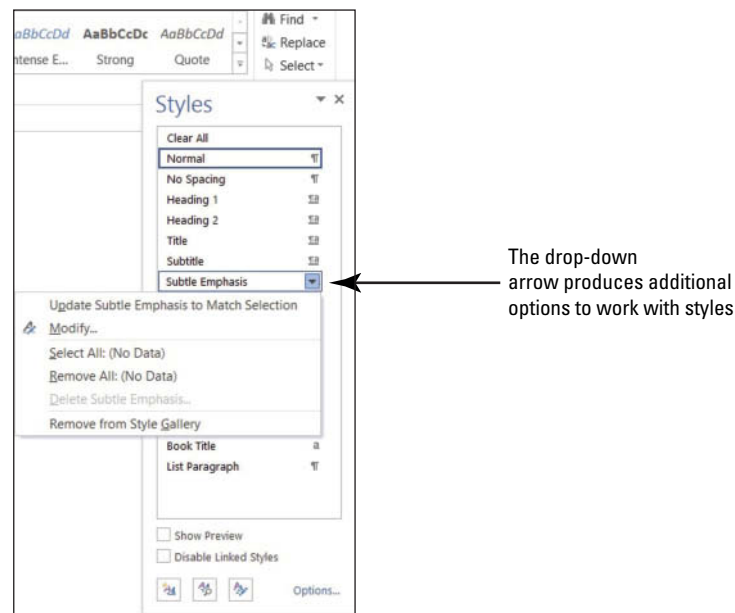 Find
aBbCcDd AaBbCcDc AaBbCcDd
Replace
ntense E... Strong Quote
Select
Styles
Clear All
Normal
No Spacing
Heading 1
Heading 2
Title
Subtitle
Subtle Emphasis
Update Subtle Emphasis to Match Selection
Modify...
Select All: (No Data)
Remove All: (No Data)
Delete Subtle Emphasis...
Remove from Style Gallery
Book Title a
List Paragraph
Show Preview
Disable Linked Styles
Options...
The drop-down
arrow produces additional
options to work with styles